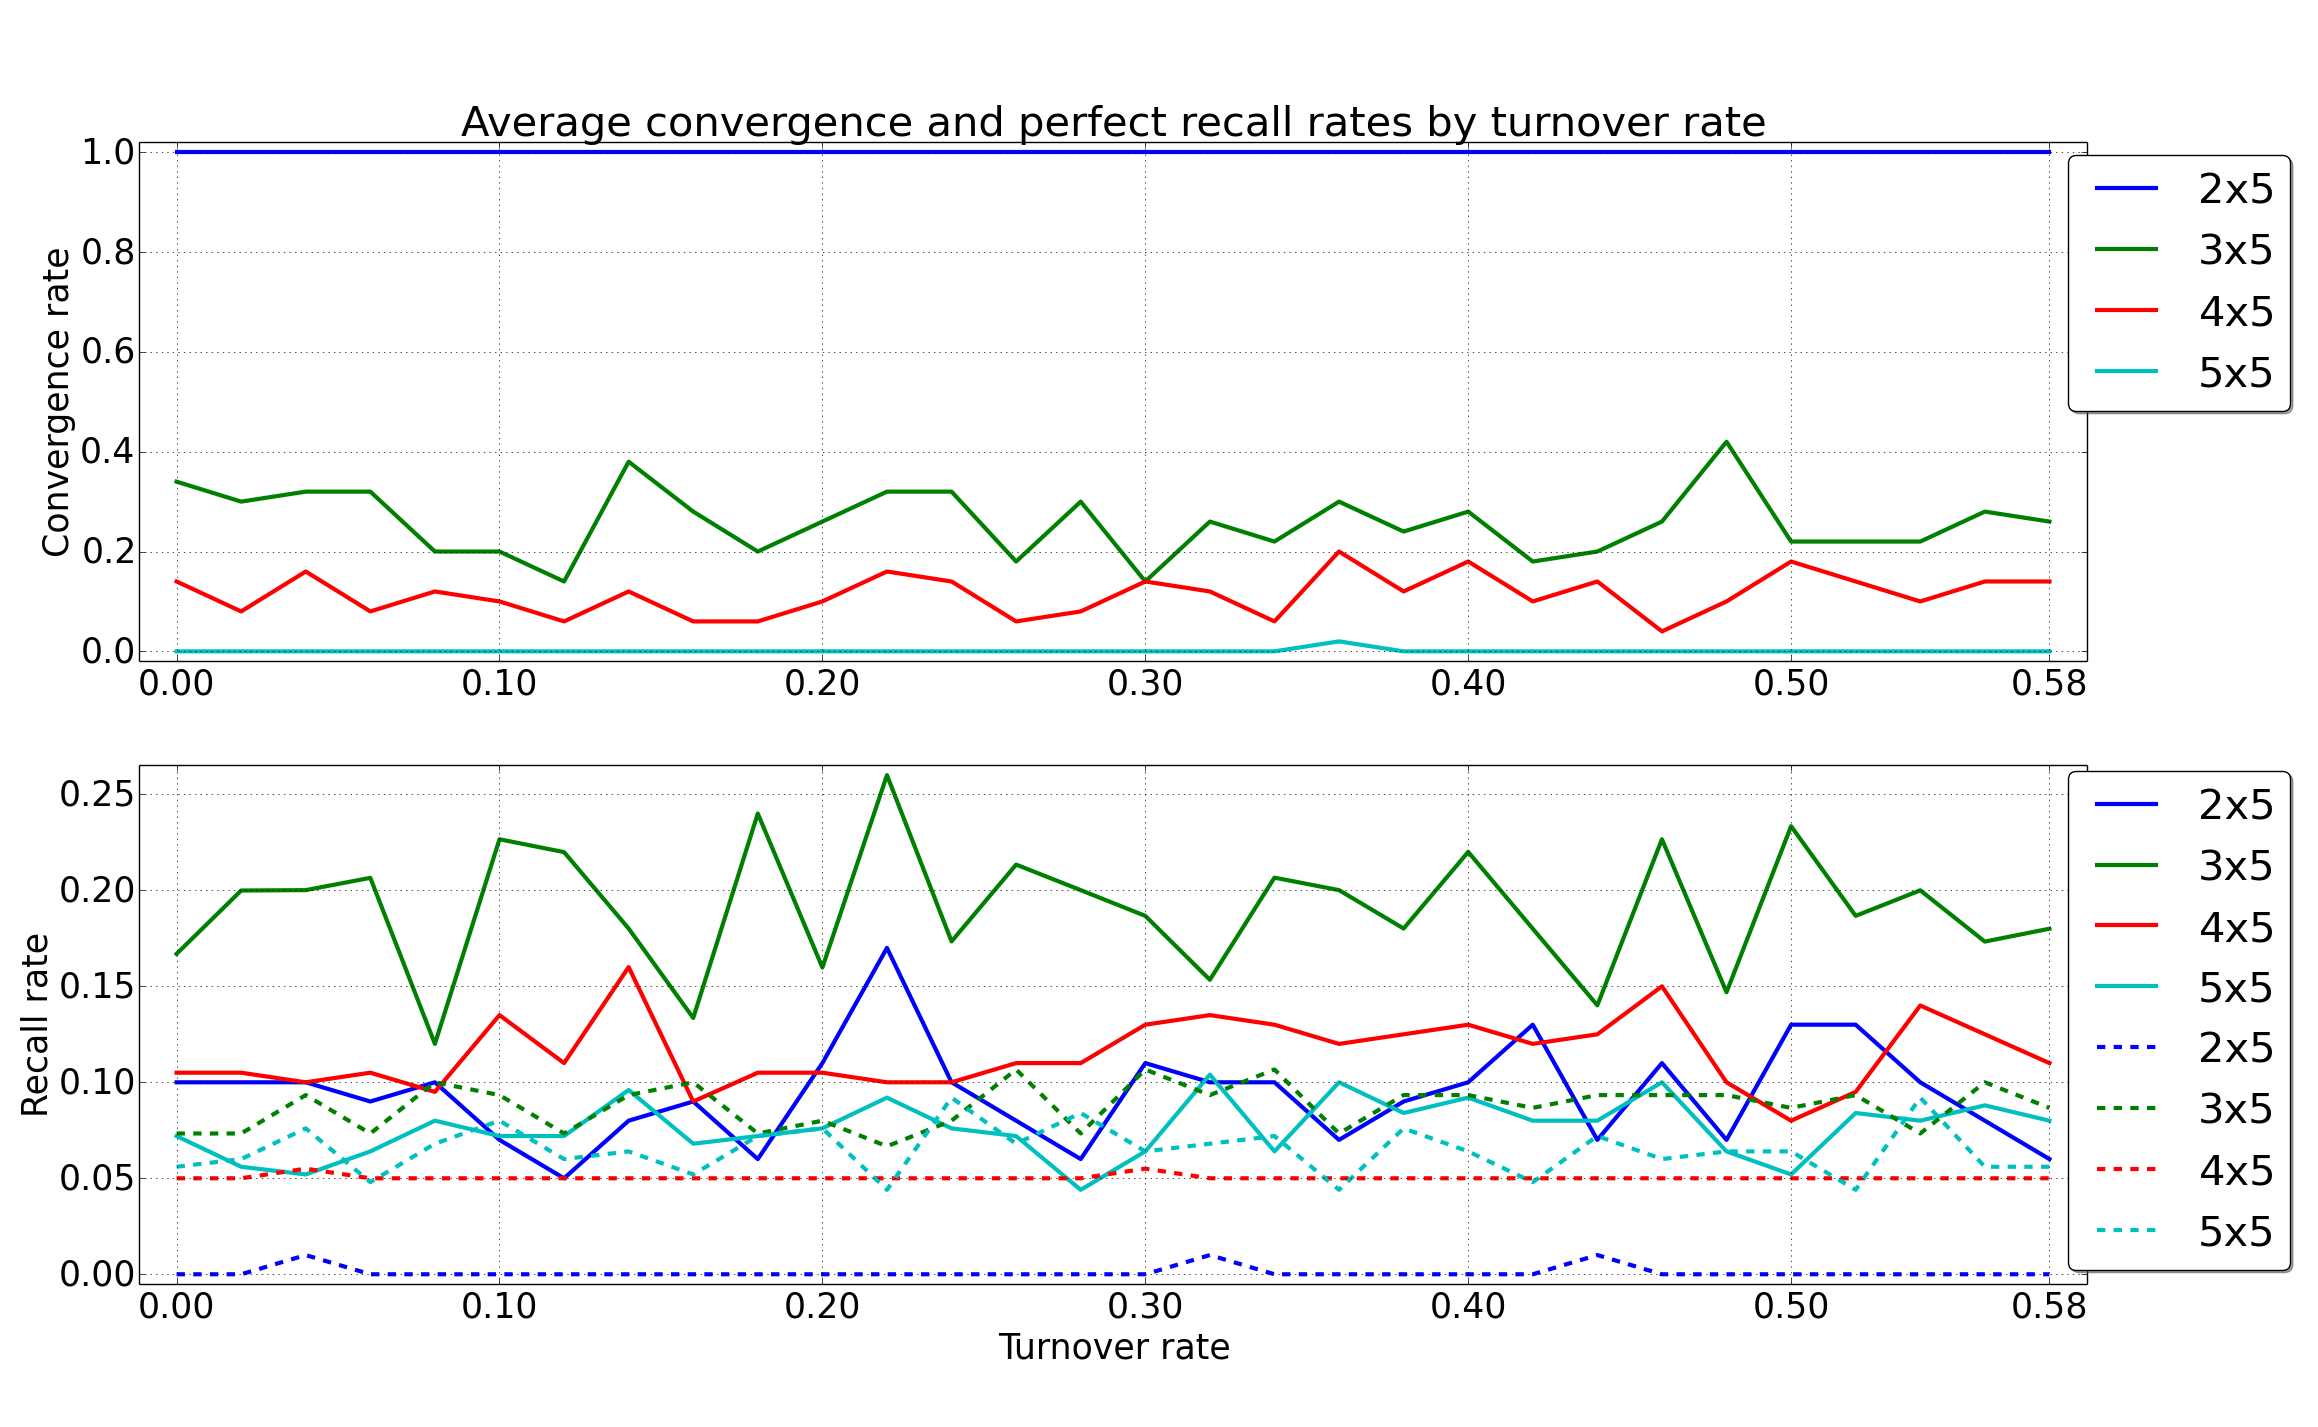 Average convergence and perfect recall rates by turnover rate
Convergence rate
1.0
0.8
0.6
0.4
0.2
0.0
0.00 0.10 0.20 0.30 0.40 0.50 0.58
2x5
3x5
4x5
5x5
Recall rate
0.25
0.20
0.15
0.10
0.05
0.00
0.00 0.10 0.20 0.30 0.40 0.50 0.58
Turnover rate
2x5
3x5
4x5
5x5
2x5
3x5
4x5
5x5